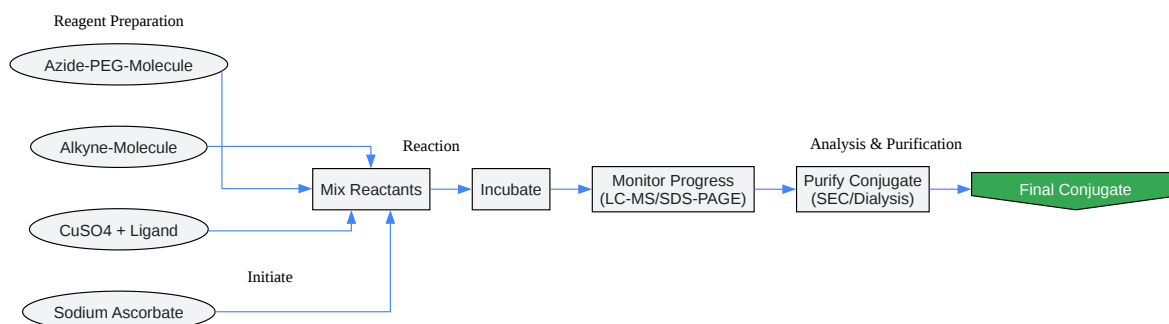 Reagent Preparation
Azide-PEG-Molecule
Alkyne-Molecule
Reaction
Analysis & Purification
Mix Reactants
Incubate
Monitor Progress
(LC-MS/SDS-PAGE)
Purify Conjugate
(SEC/Dialysis)
Final Conjugate
CuSO4 + Ligand
Initiate
Sodium Ascorbate